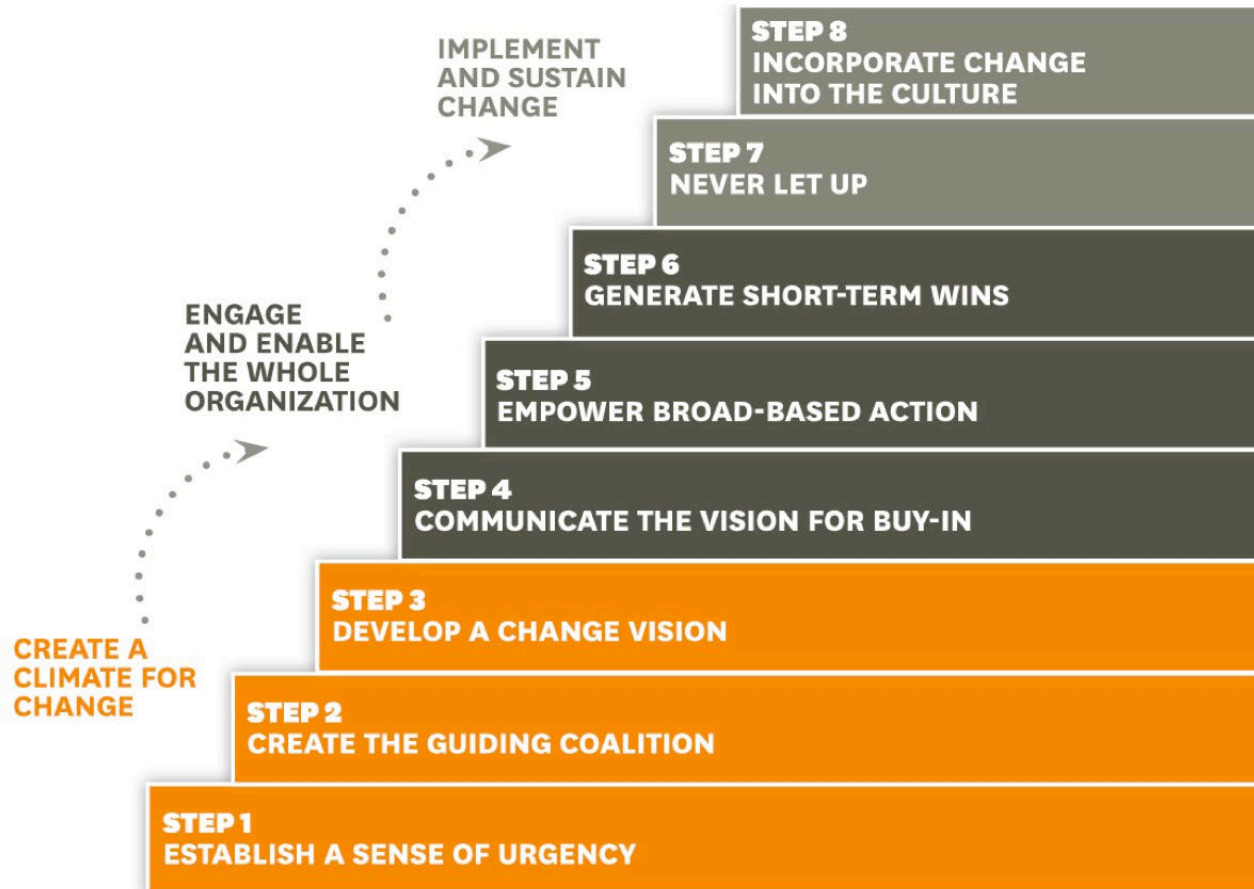 IMPLEMENT
AND SUSTAIN
CHANGE
STEP 8
INCORPORATE CHANGE
INTO THE CULTURE
STEP 7
NEVER LET UP
STEP 6
GENERATE SHORT-TERM WINS
ENGAGE
AND ENABLE
THE WHOLE
ORGANIZATION
STEP 5
EMPOWER BROAD-BASED ACTION
STEP 4
COMMUNICATE THE VISION FOR BUY-IN
STEP 3
DEVELOP A CHANGE VISION
CREATE A
CLIMATE FOR
CHANGE
STEP 2
CREATE THE GUIDING COALITION
STEP 1
ESTABLISH A SENSE OF URGENCY